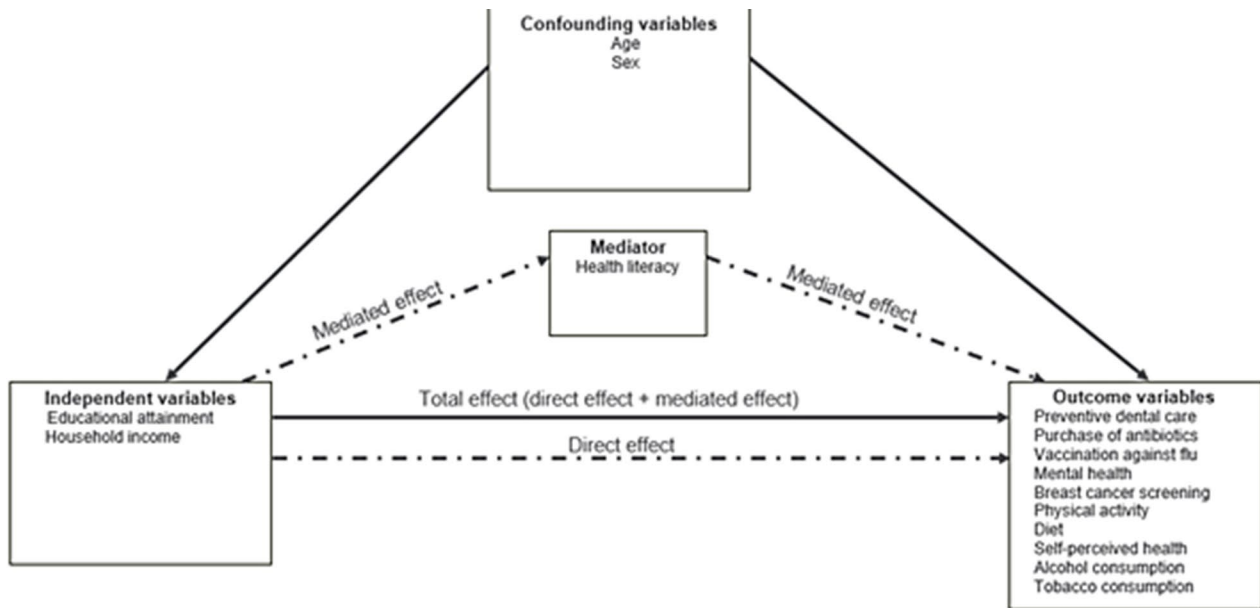 Confounding variables
Age
Sex
Mediator
Health literacy
Mediated effect
Mediated effect
Independent variables
Educational attainment
Household income
Total effect (direct effect + mediated effect)
Direct effect
Outcome variables
Preventive dental care
Purchase of antibiotics
Vaccination against flu
Mental health
Breast cancer screening
Physical activity
Diet
Self-perceived health
Alcohol consumption
Tobacco consumption